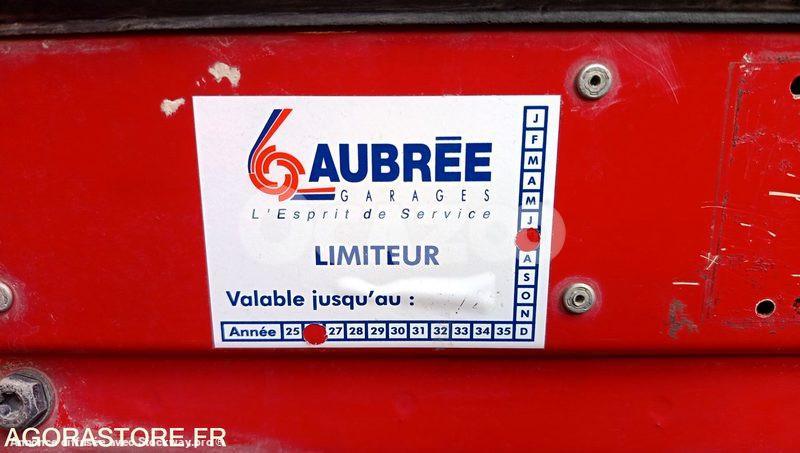 AUBRĒE
GARAGES
L'Esprit de Service
LIMITEUR
Valable jusqu'au :
Année 25 27 28 29 30 31 32 33 34 35
J
F
M
A
M
J
A
S
O
N
D
AGORASTORE.FR